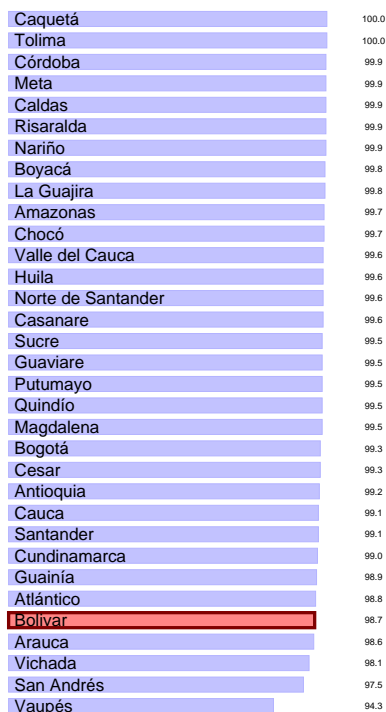 Caquetá 100.0
Tolima 100.0
Córdoba 99.9
Meta 99.9
Caldas 99.9
Risaralda 99.9
Nariño 99.9
Boyacá 99.8
La Guajira 99.8
Amazonas 99.7
Chocó 99.7
Valle del Cauca 99.6
Huila 99.6
Norte de Santander 99.6
Casanare 99.6
Sucre 99.5
Guaviare 99.5
Putumayo 99.5
Quindío 99.5
Magdalena 99.5
Bogotá 99.3
Cesar 99.3
Antioquia 99.2
Cauca 99.1
Santander 99.1
Cundinamarca 99.0
Guainía 98.9
Atlántico 98.8
Bolivar 98.7
Arauca 98.6
Vichada 98.1
San Andrés 97.5
Vaupés 94.3